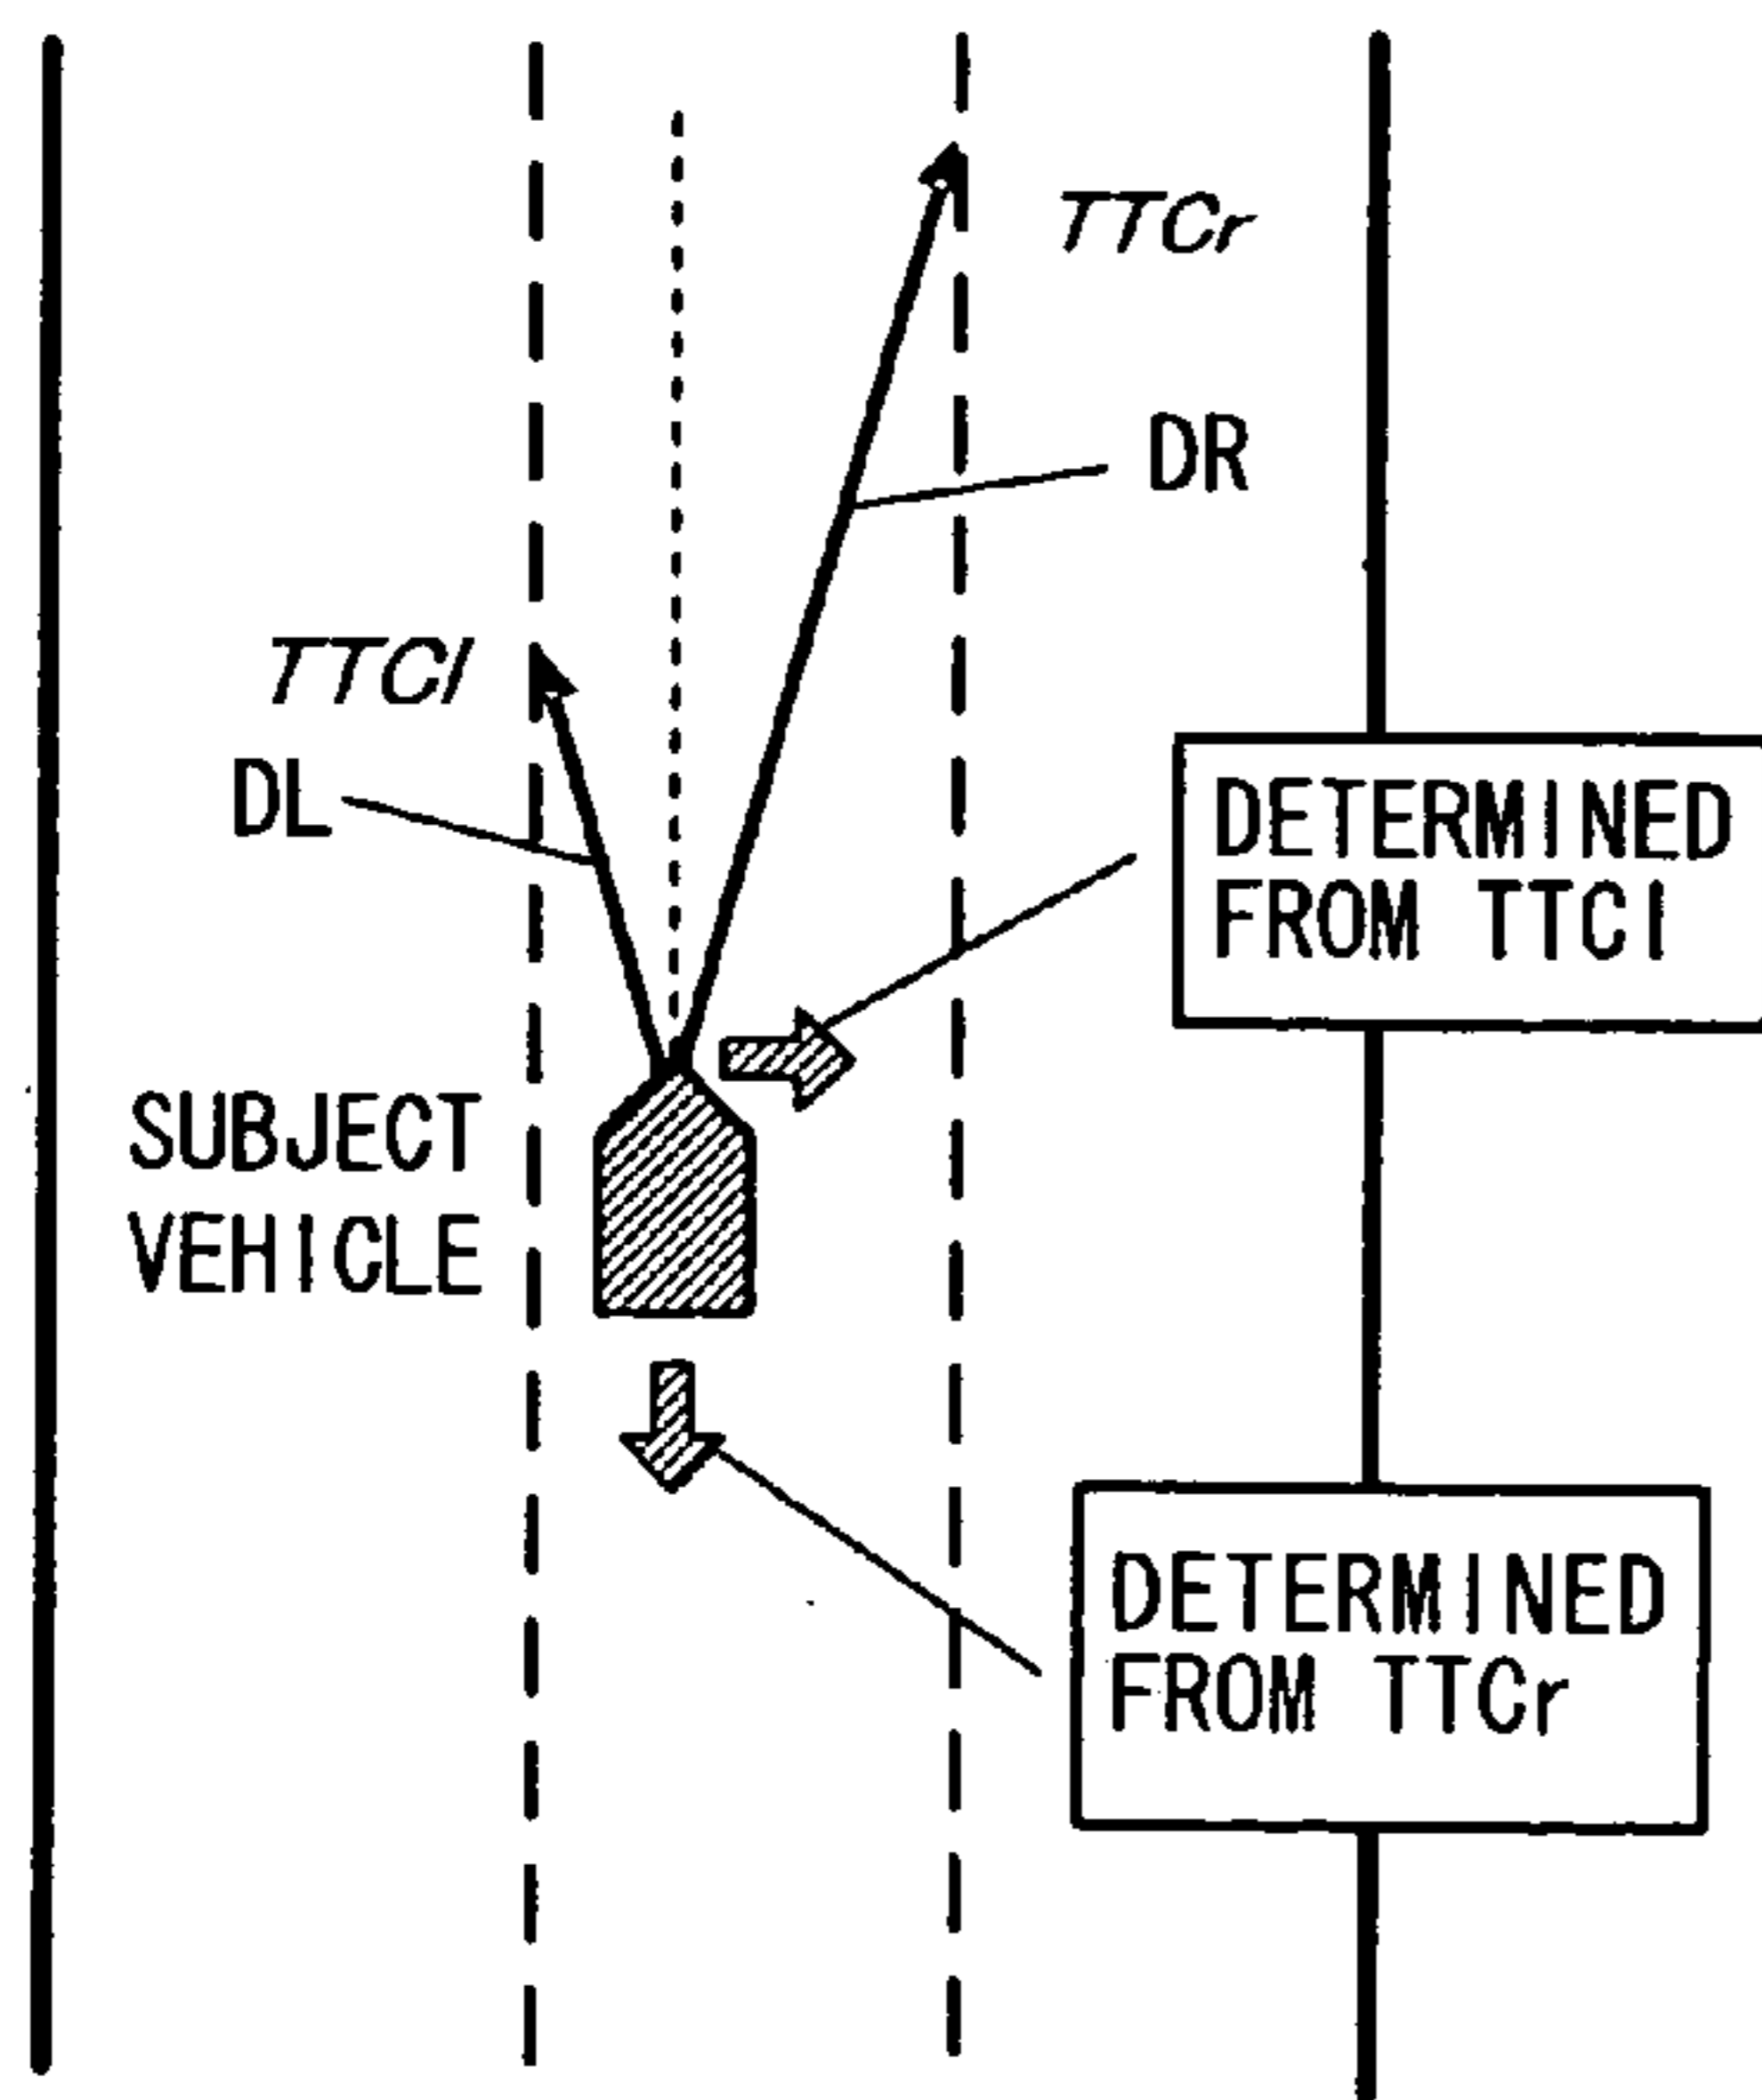 TTCr
DR
TTCl
DL
DETERMINED
FROM TTCl
SUBJECT
VEHICLE
DETERMINED
FROM TTCr